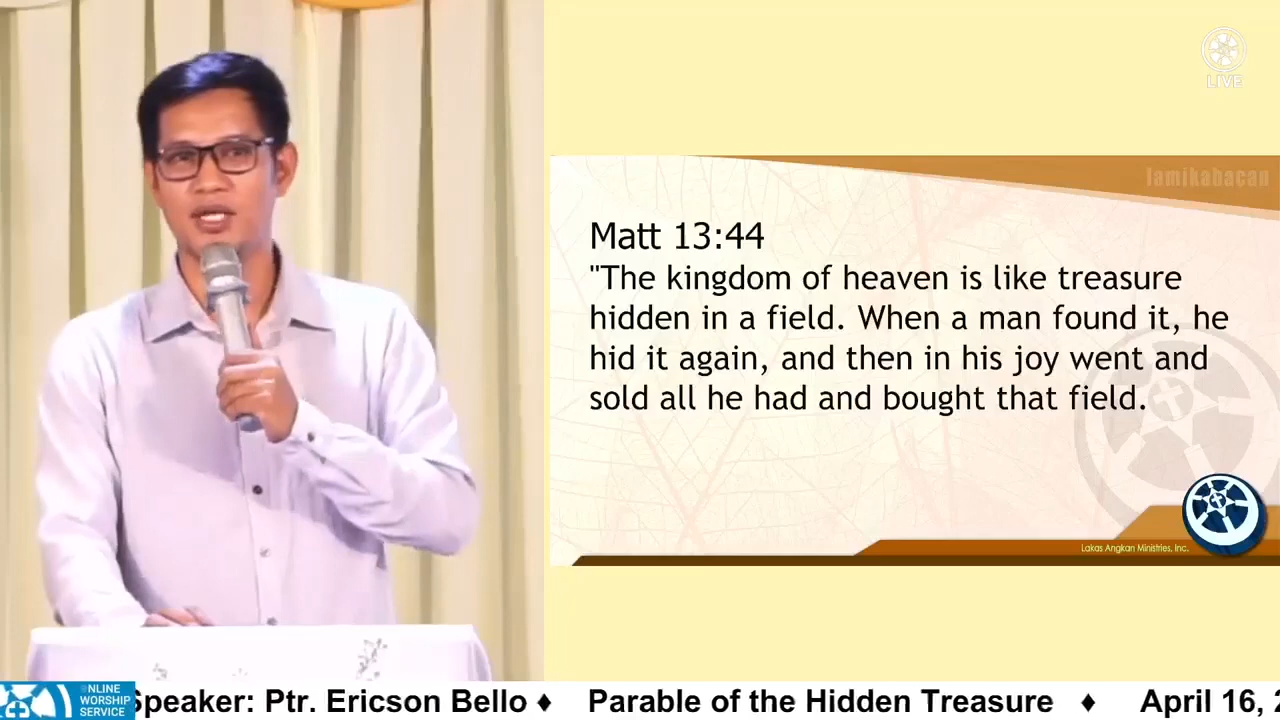 LIVE
lamikabacan
Matt 13:44
"The kingdom of heaven is like treasure
hidden in a field. When a man found it, he
hid it again, and then in his joy went and
sold all he had and bought that field.
Lakas Angkan Ministries, Inc.
NLINE
WORSHIP
SERVICE
Speaker: Ptr. Ericson Bello ♦ Parable of the Hidden Treasure ♦ April 16, 2